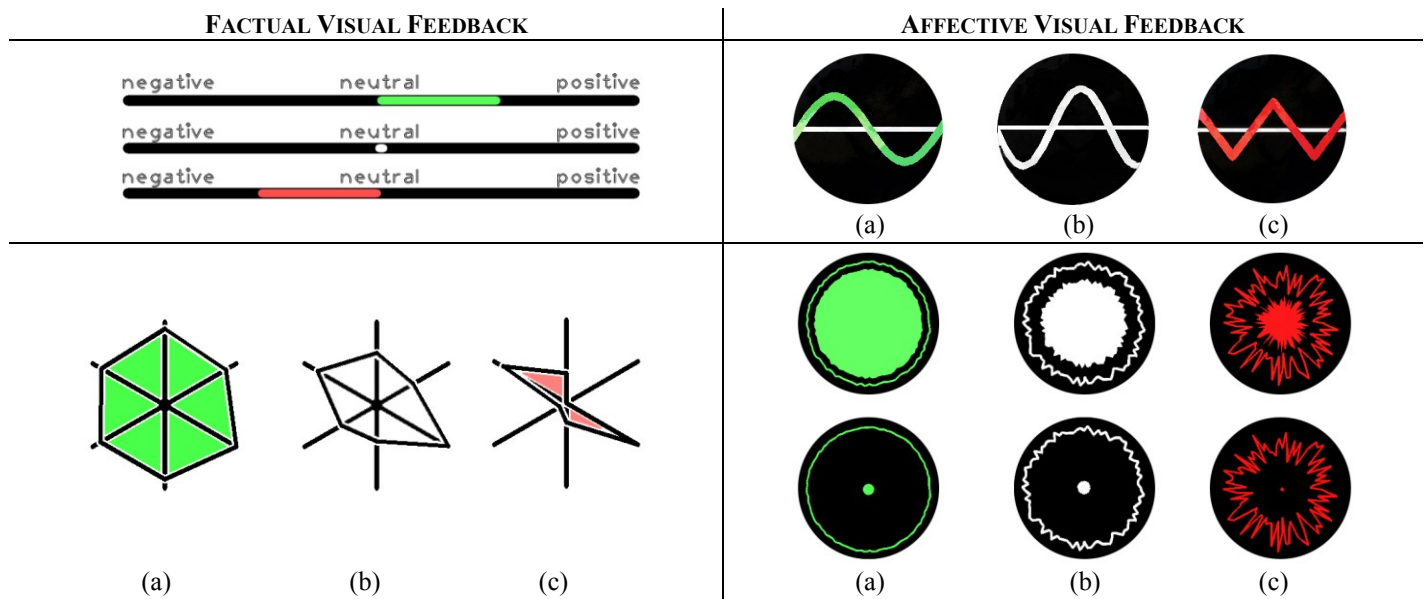 FACTUAL VISUAL FEEDBACK
AFFECTIVE VISUAL FEEDBACK
negative neutral positive
negative neutral positive
negative neutral positive
(a) (b) (c)
(a) (b) (c)
(a) (b) (c)